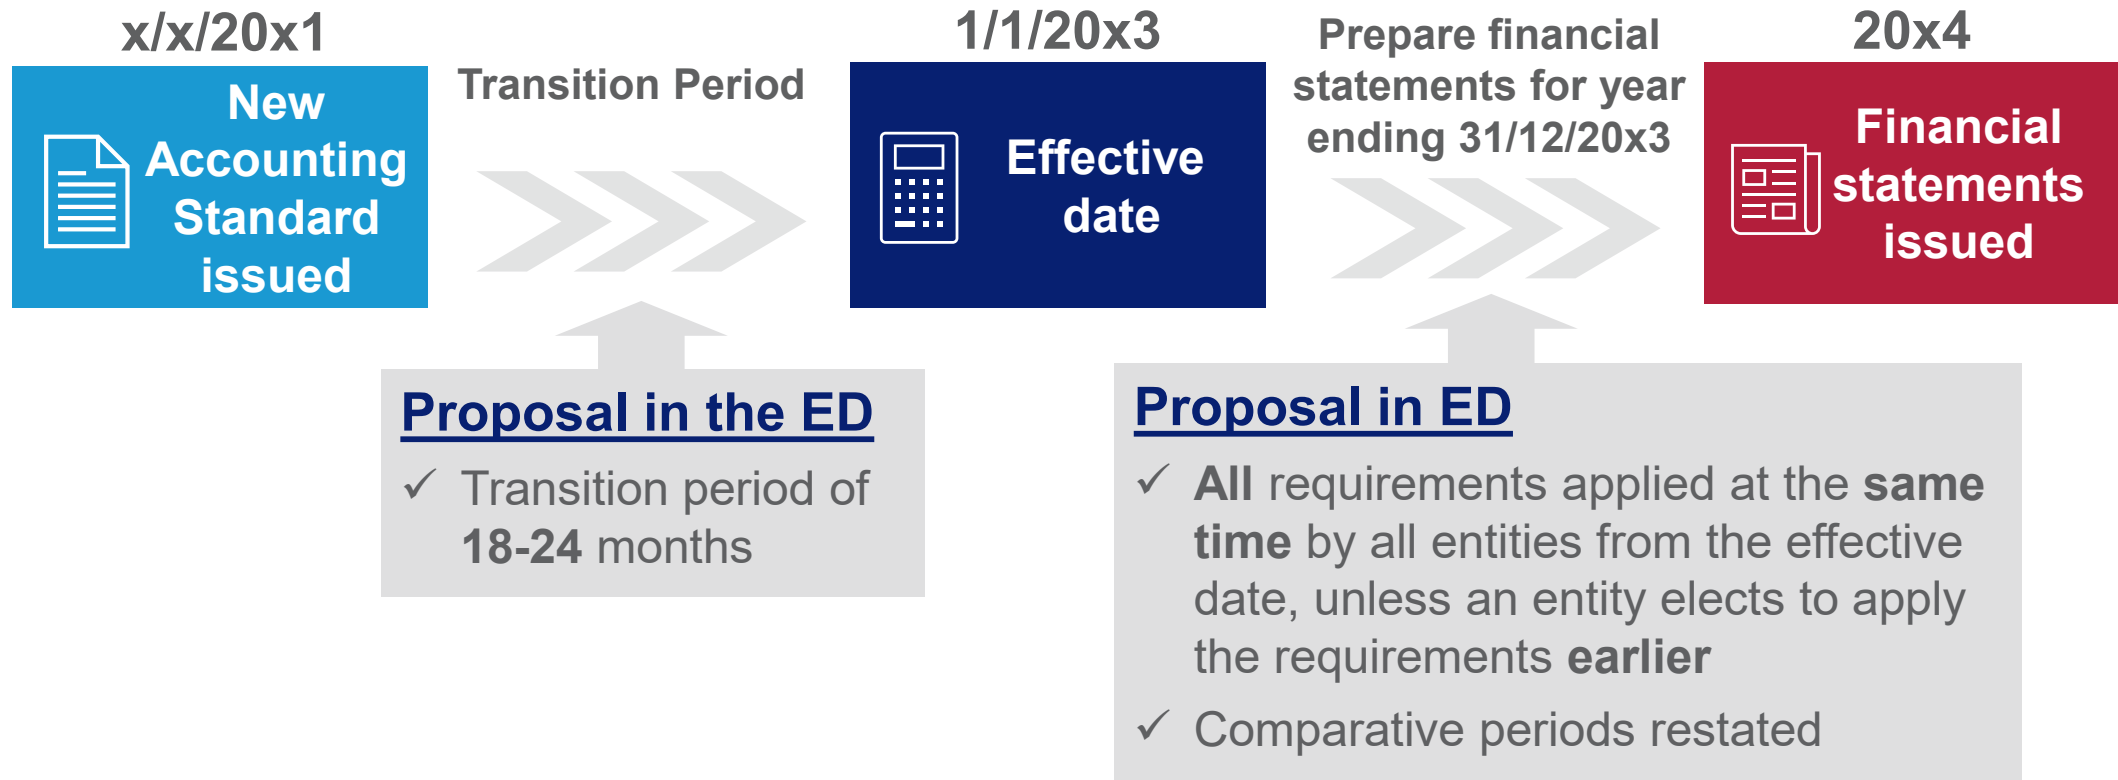 x/x/20x1
New
Accounting
Standard
issued
Transition Period
1/1/20x3
Effective
date
Prepare financial
statements for year
ending 31/12/20x3
20x4
Financial
statements
issued
Proposal in the ED
✓ Transition period of
18-24 months
Proposal in ED
✓ All requirements applied at the same
time by all entities from the effective
date, unless an entity elects to apply
the requirements earlier
✓ Comparative periods restated